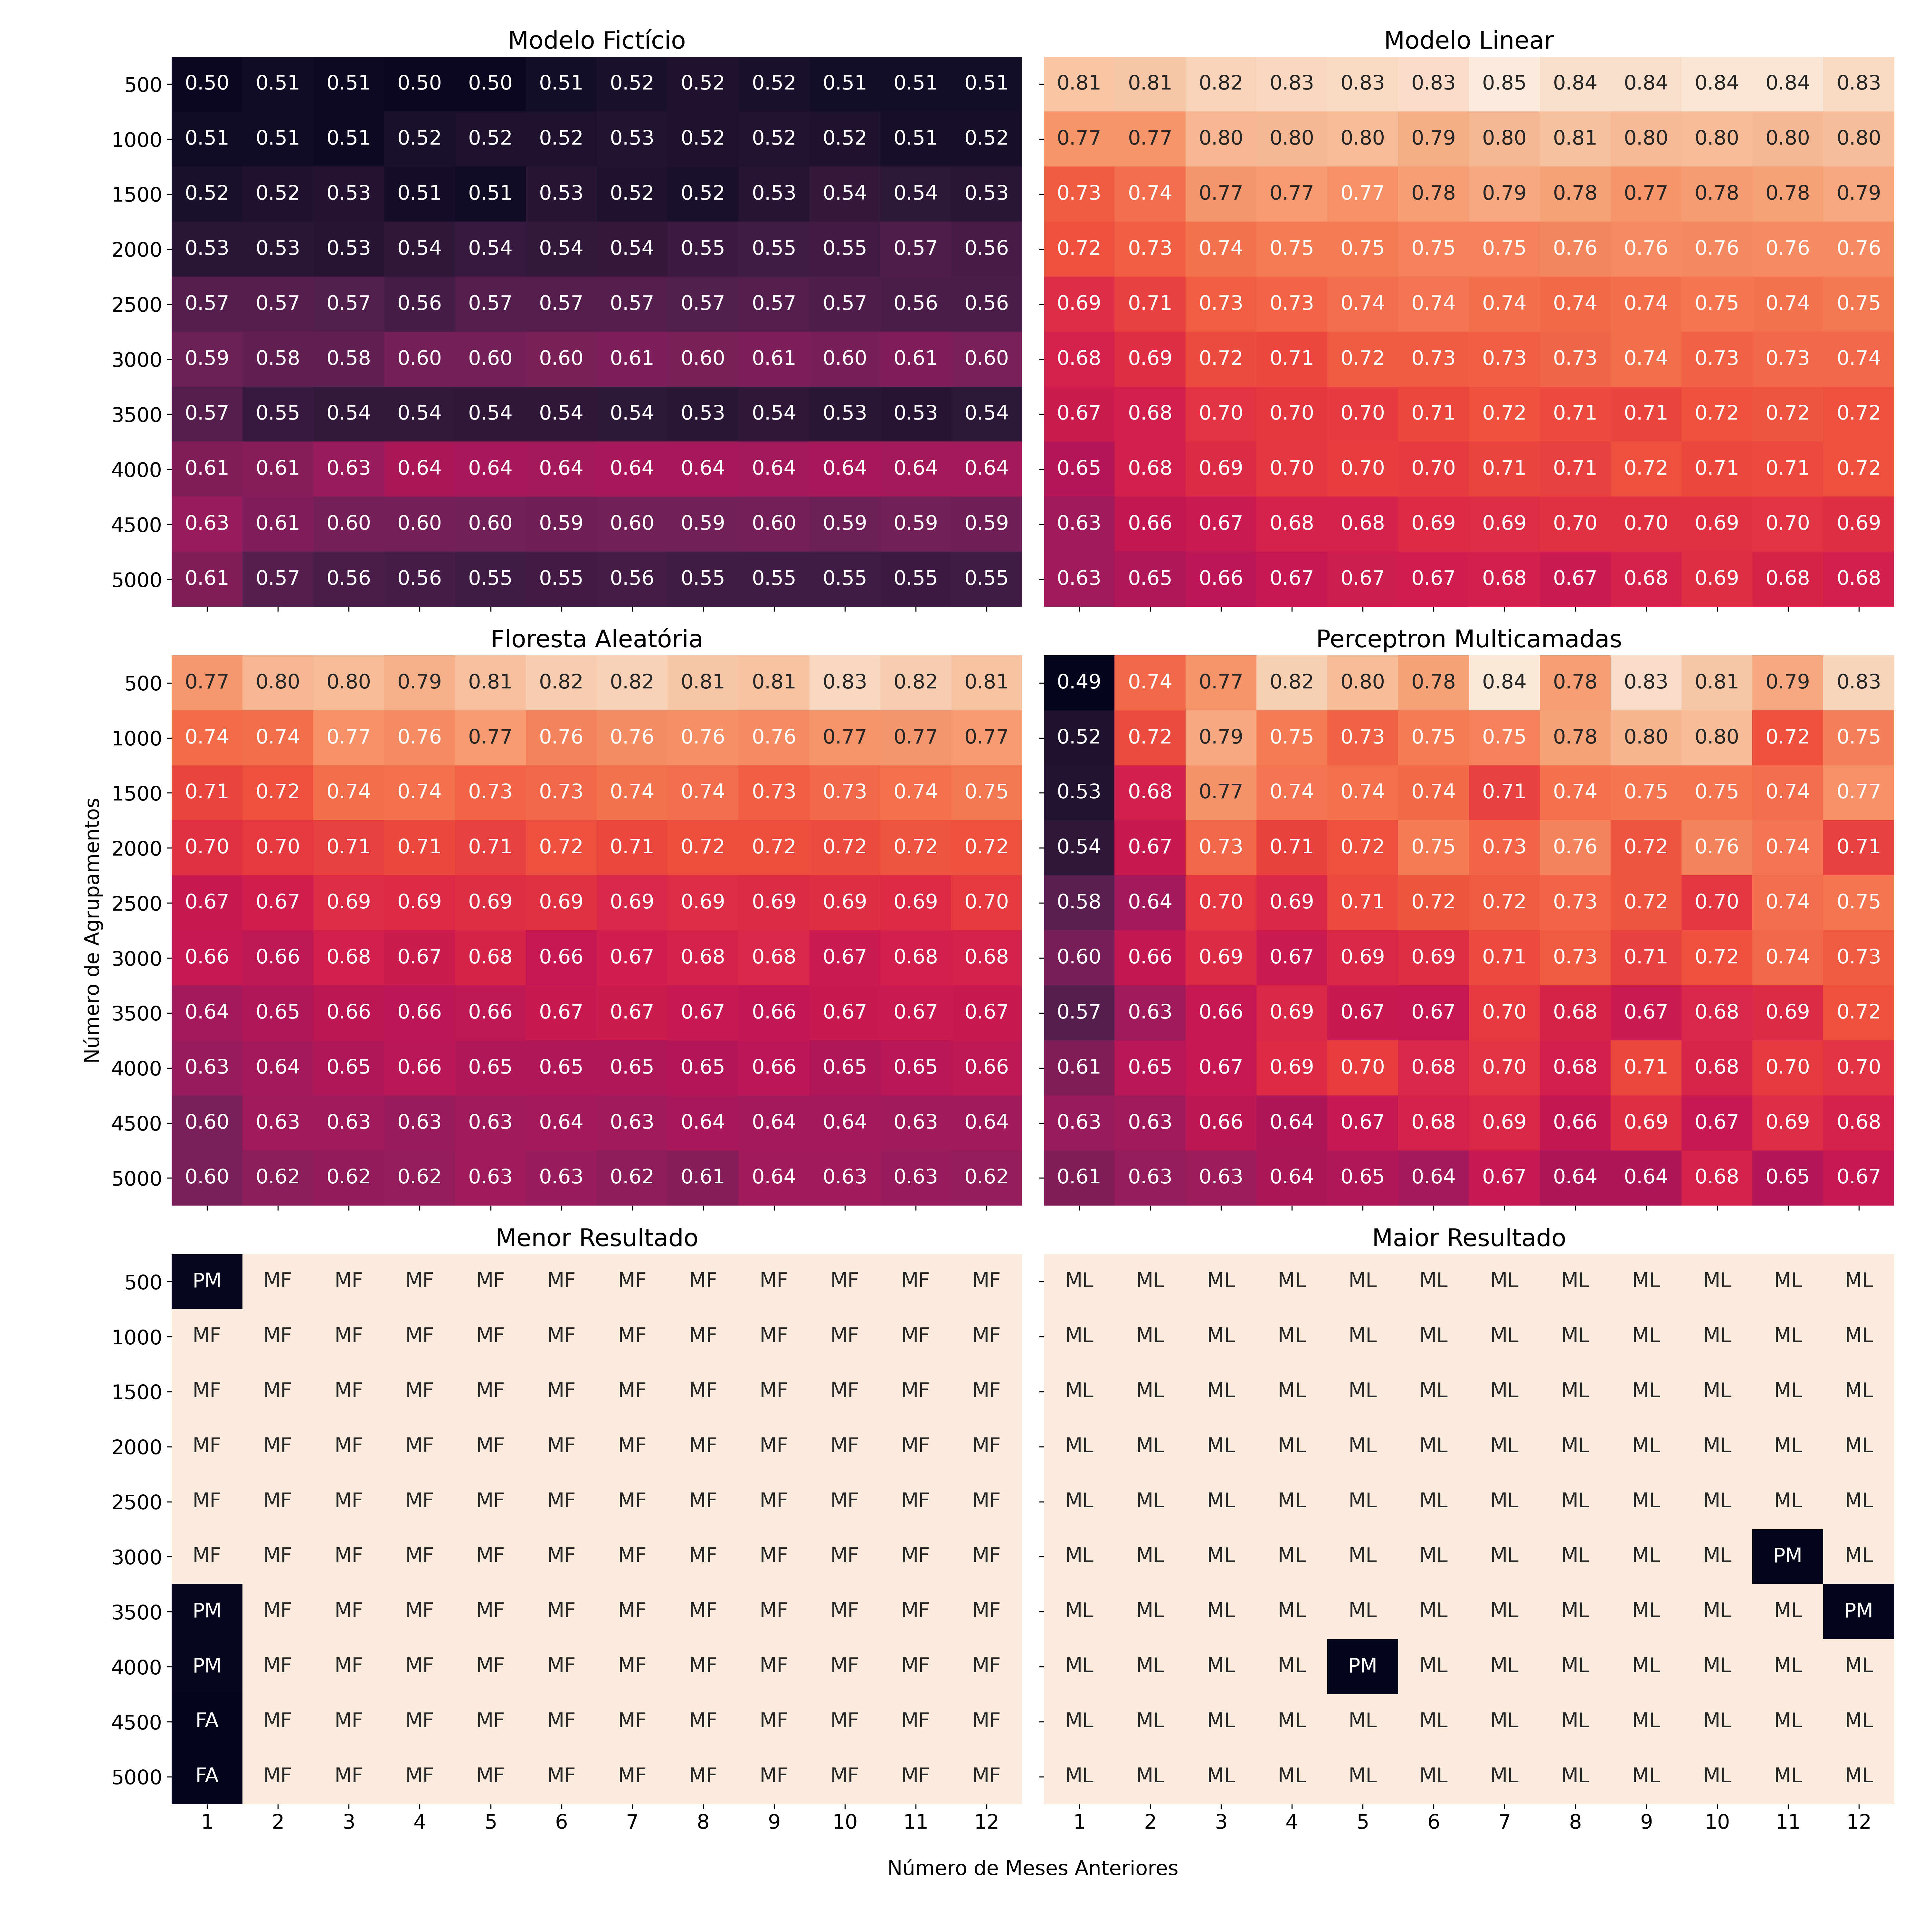 Modelo Fictício
Modelo Linear
500 0.50 0.51 0.51 0.50 0.50 0.51 0.52 0.52 0.52 0.51 0.51 0.51 0.81 0.81 0.82 0.83 0.83 0.83 0.85 0.84 0.84 0.84 0.84 0.83
1000 0.51 0.51 0.51 0.52 0.52 0.52 0.53 0.52 0.52 0.52 0.51 0.52 0.77 0.77 0.80 0.80 0.80 0.79 0.80 0.81 0.80 0.80 0.80 0.80
1500 0.52 0.52 0.53 0.51 0.51 0.53 0.52 0.52 0.53 0.54 0.54 0.53 0.73 0.74 0.77 0.77 0.77 0.78 0.79 0.78 0.77 0.78 0.78 0.79
2000 0.53 0.53 0.53 0.54 0.54 0.54 0.54 0.55 0.55 0.55 0.57 0.56 0.72 0.73 0.74 0.75 0.75 0.75 0.75 0.76 0.76 0.76 0.76 0.76
2500 0.57 0.57 0.57 0.56 0.57 0.57 0.57 0.57 0.57 0.57 0.56 0.56 0.69 0.71 0.73 0.73 0.74 0.74 0.74 0.74 0.74 0.75 0.74 0.75
3000 0.59 0.58 0.58 0.60 0.60 0.60 0.61 0.60 0.61 0.60 0.61 0.60 0.68 0.69 0.72 0.71 0.72 0.73 0.73 0.73 0.74 0.73 0.73 0.74
3500 0.57 0.55 0.54 0.54 0.54 0.54 0.54 0.53 0.54 0.53 0.53 0.54 0.67 0.68 0.70 0.70 0.70 0.71 0.72 0.71 0.71 0.72 0.72 0.72
4000 0.61 0.61 0.63 0.64 0.64 0.64 0.64 0.64 0.64 0.64 0.64 0.64 0.65 0.68 0.69 0.70 0.70 0.70 0.71 0.71 0.72 0.71 0.71 0.72
4500 0.63 0.61 0.60 0.60 0.60 0.59 0.60 0.59 0.60 0.59 0.59 0.59 0.63 0.66 0.67 0.68 0.68 0.69 0.69 0.70 0.70 0.69 0.70 0.69
5000 0.61 0.57 0.56 0.56 0.55 0.55 0.56 0.55 0.55 0.55 0.55 0.55 0.63 0.65 0.66 0.67 0.67 0.67 0.68 0.67 0.68 0.69 0.68 0.68
Floresta Aleatória
Perceptron Multicamadas
500 0.77 0.80 0.80 0.79 0.81 0.82 0.82 0.81 0.81 0.83 0.82 0.81 0.49 0.74 0.77 0.82 0.80 0.78 0.84 0.78 0.83 0.81 0.79 0.83
1000 0.74 0.74 0.77 0.76 0.77 0.76 0.76 0.76 0.76 0.77 0.77 0.77 0.52 0.72 0.79 0.75 0.73 0.75 0.75 0.78 0.80 0.80 0.72 0.75
1500 0.71 0.72 0.74 0.74 0.73 0.73 0.74 0.74 0.73 0.73 0.74 0.75 0.53 0.68 0.77 0.74 0.74 0.74 0.71 0.74 0.75 0.75 0.74 0.77
2000 0.70 0.70 0.71 0.71 0.71 0.72 0.71 0.72 0.72 0.72 0.72 0.72 0.54 0.67 0.73 0.71 0.72 0.75 0.73 0.76 0.72 0.76 0.74 0.71
2500 0.67 0.67 0.69 0.69 0.69 0.69 0.69 0.69 0.69 0.69 0.69 0.70 0.58 0.64 0.70 0.69 0.71 0.72 0.72 0.73 0.72 0.70 0.74 0.75
3000 0.66 0.66 0.68 0.67 0.68 0.66 0.67 0.68 0.68 0.67 0.68 0.68 0.60 0.66 0.69 0.67 0.69 0.69 0.71 0.73 0.71 0.72 0.74 0.73
3500 0.64 0.65 0.66 0.66 0.66 0.67 0.67 0.67 0.66 0.67 0.67 0.67 0.57 0.63 0.66 0.69 0.67 0.67 0.70 0.68 0.67 0.68 0.69 0.72
4000 0.63 0.64 0.65 0.66 0.65 0.65 0.65 0.65 0.66 0.65 0.65 0.66 0.61 0.65 0.67 0.69 0.70 0.68 0.70 0.68 0.71 0.68 0.70 0.70
4500 0.60 0.63 0.63 0.63 0.63 0.64 0.63 0.64 0.64 0.64 0.63 0.64 0.63 0.63 0.66 0.64 0.67 0.68 0.69 0.66 0.69 0.67 0.69 0.68
5000 0.60 0.62 0.62 0.62 0.63 0.63 0.62 0.61 0.64 0.63 0.63 0.62 0.61 0.63 0.63 0.64 0.65 0.64 0.67 0.64 0.64 0.68 0.65 0.67
Número de Agrupamentos
Menor Resultado
Maior Resultado
500 PM MF MF MF MF MF MF MF MF MF MF MF ML ML ML ML ML ML ML ML ML ML ML ML
1000 MF MF MF MF MF MF MF MF MF MF MF MF ML ML ML ML ML ML ML ML ML ML ML ML
1500 MF MF MF MF MF MF MF MF MF MF MF MF ML ML ML ML ML ML ML ML ML ML ML ML
2000 MF MF MF MF MF MF MF MF MF MF MF MF ML ML ML ML ML ML ML ML ML ML ML ML
2500 MF MF MF MF MF MF MF MF MF MF MF MF ML ML ML ML ML ML ML ML ML ML ML ML
3000 MF MF MF MF MF MF MF MF MF MF MF MF ML ML ML ML ML ML ML ML ML ML PM ML
3500 PM MF MF MF MF MF MF MF MF MF MF MF ML ML ML ML ML ML ML ML ML ML ML PM
4000 PM MF MF MF MF MF MF MF MF MF MF MF ML ML ML ML PM ML ML ML ML ML ML ML
4500 FA MF MF MF MF MF MF MF MF MF MF MF ML ML ML ML ML ML ML ML ML ML ML ML
5000 FA MF MF MF MF MF MF MF MF MF MF MF ML ML ML ML ML ML ML ML ML ML ML ML
1 2 3 4 5 6 7 8 9 10 11 12 1 2 3 4 5 6 7 8 9 10 11 12
Número de Meses Anteriores